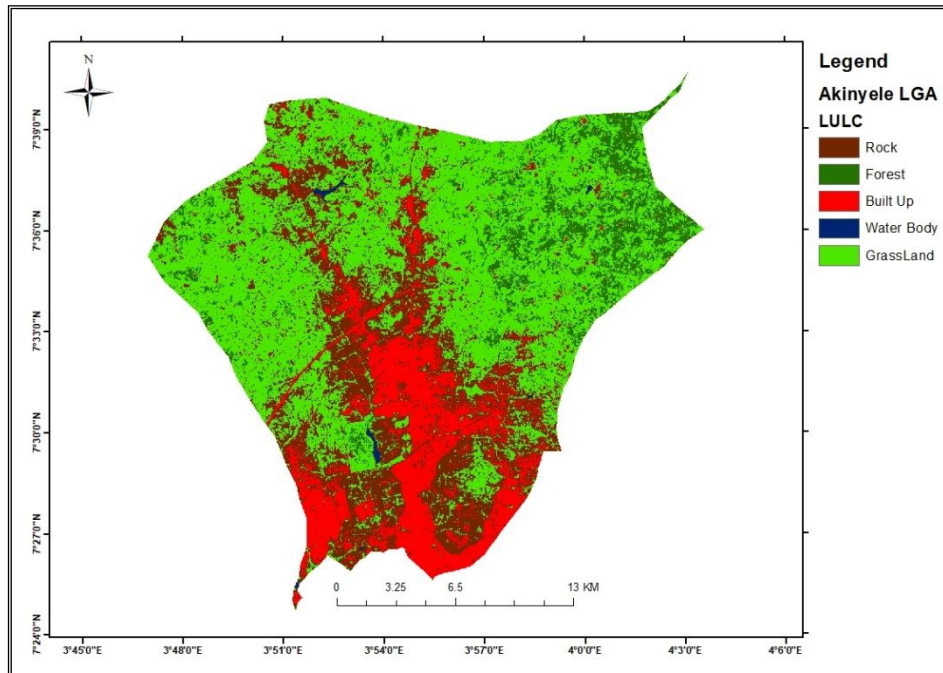 N
Legend
Akinyele LGA
LULC
Rock
Forest
Built Up
Water Body
GrassLand
7°39'0"N
7°36'0"N
7°33'0"N
7°30'0"N
7°27'0"N
7°24'0"N
0 3.25 6.5 13 KM
3°45'0"E 3°48'0"E 3°51'0"E 3°54'0"E 3°57'0"E 4°0'0"E 4°3'0"E 4°6'0"E